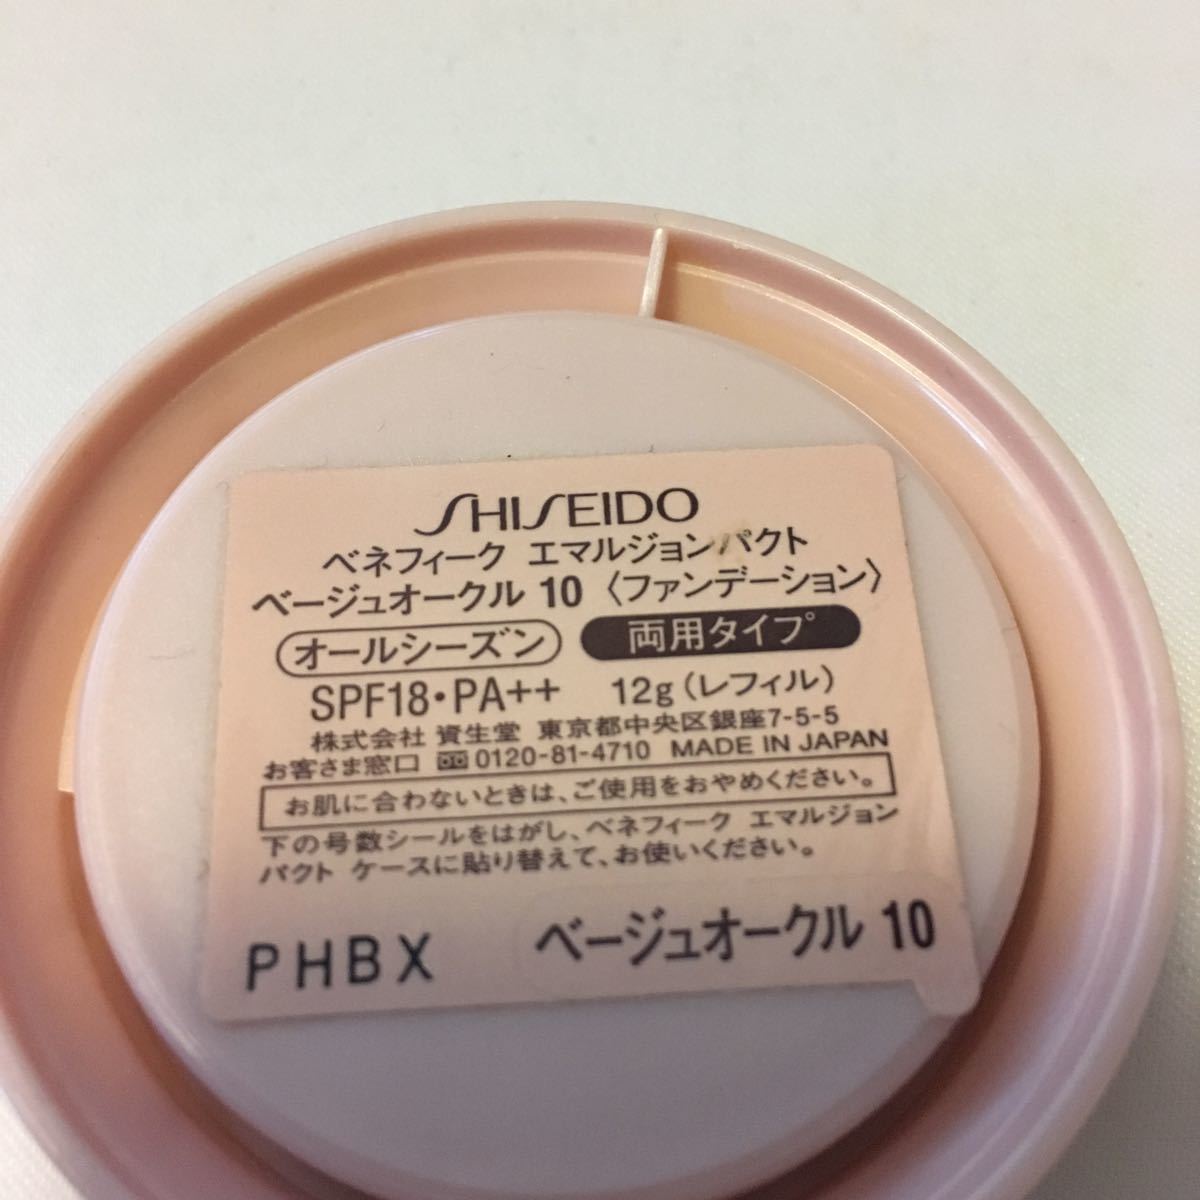 SHISEIDO
ベネフィーク エマルジョンパクト
ベージュオークル 10 〈ファンデーション〉
オールシーズン 両用タイプ
SPF18・PA++ 12g（レフィル）
株式会社 資生堂 東京都中央区銀座7-5-5
お客さま窓口 0120-81-4710 MADE IN JAPAN
お肌に合わないときは、ご使用をおやめください。
下の号数シールをはがし、ベネフィーク エマルジョン
パクト ケースに貼り替えて、お使いください。
PHBX ベージュオークル 10